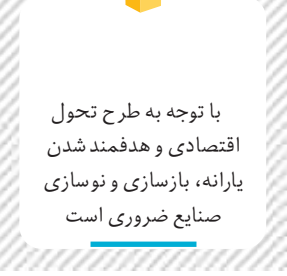 با توجه به طرح تحول
اقتصادی و هدفمند شدن
یارانه، بازسازی و نوسازی
صنایع ضروری است